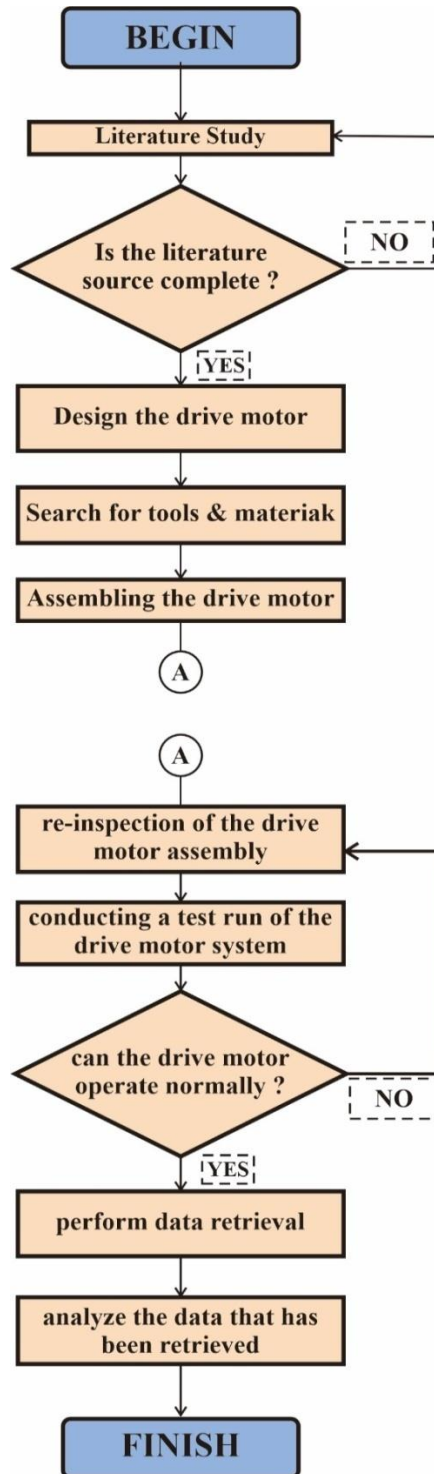 BEGIN
Literature Study
Is the literature
source complete ?
NO
YES
Design the drive motor
Search for tools & materiak
Assembling the drive motor
A
A
re-inspection of the drive
motor assembly
conducting a test run of the
drive motor system
can the drive motor
operate normally ?
NO
YES
perform data retrieval
analyze the data that has
been retrieved
FINISH